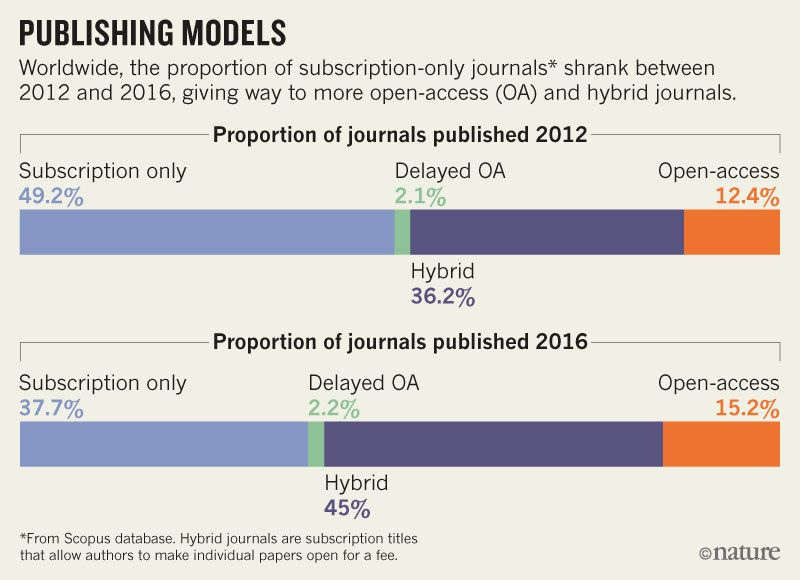 PUBLISHING MODELS
Worldwide, the proportion of subscription-only journals* shrank between
2012 and 2016, giving way to more open-access (OA) and hybrid journals.
Proportion of journals published 2012
Subscription only
49.2%
Delayed OA
2.1%
Open-access
12.4%
Hybrid
36.2%
Proportion of journals published 2016
Subscription only
37.7%
Delayed OA
2.2%
Open-access
15.2%
Hybrid
45%
*From Scopus database. Hybrid journals are subscription titles
that allow authors to make individual papers open for a fee.
©nature